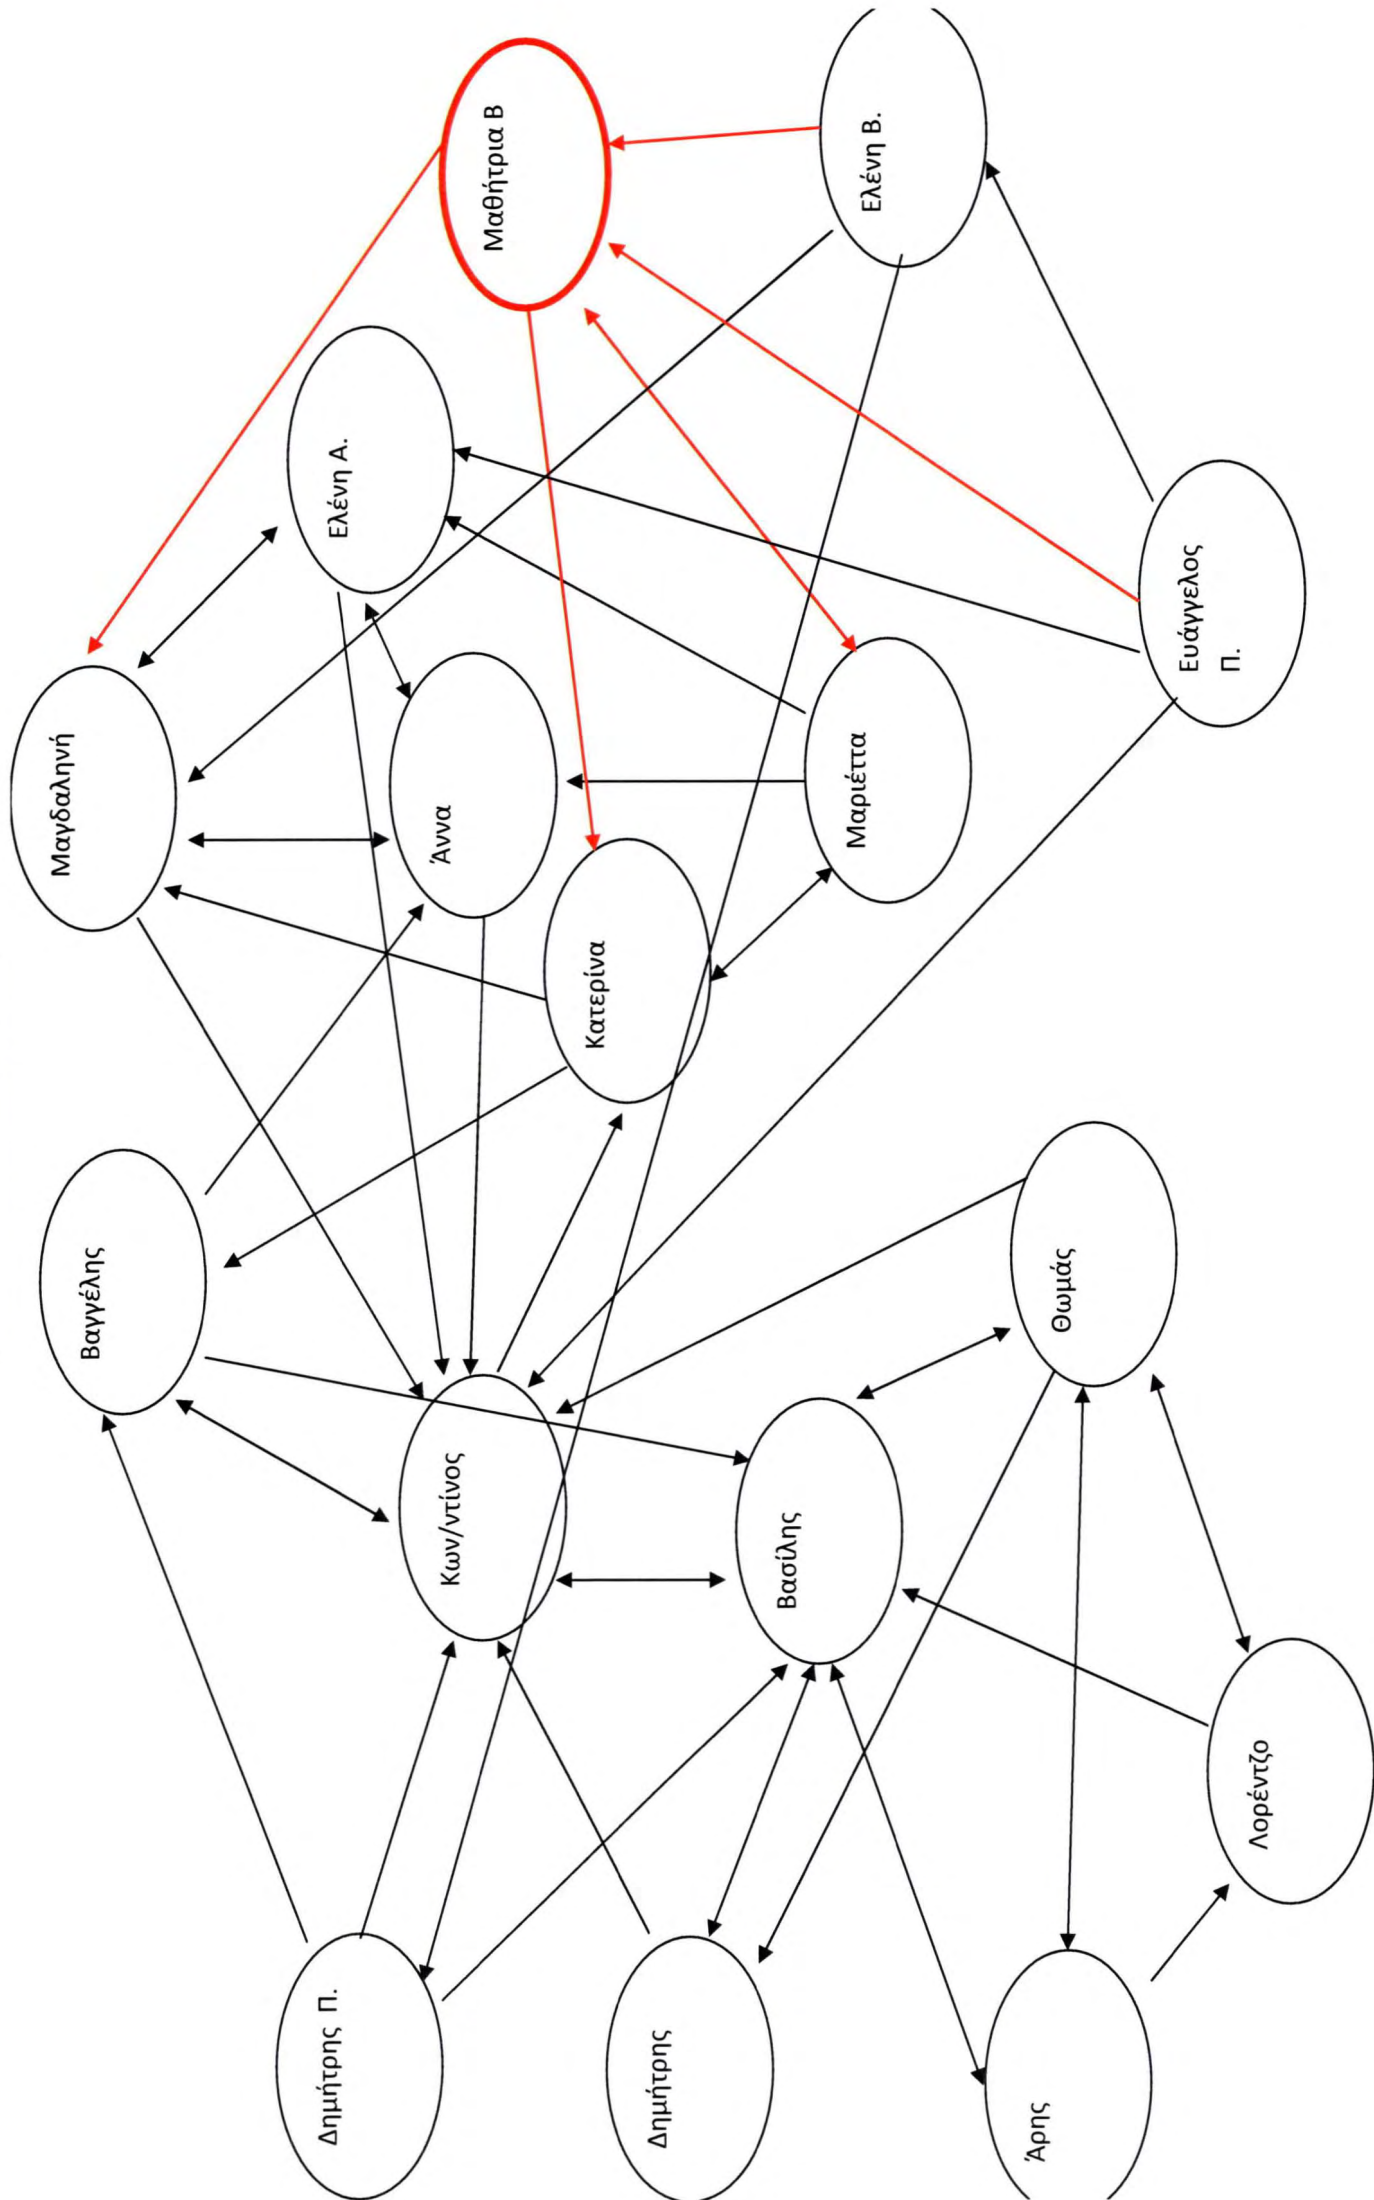 Δημήτρης Π.
Βαγγέλης
Μαγδαληνή
Ελένη Α.
Μαθήτρια Β
Κων/ντίνος
Άννα
Κατερίνα
Δημήτρης
Βασίλης
Μαριέττα
Ελένη Β.
Άρης
Θωμάς
Λορέντζο
Ευάγγελος
Π.